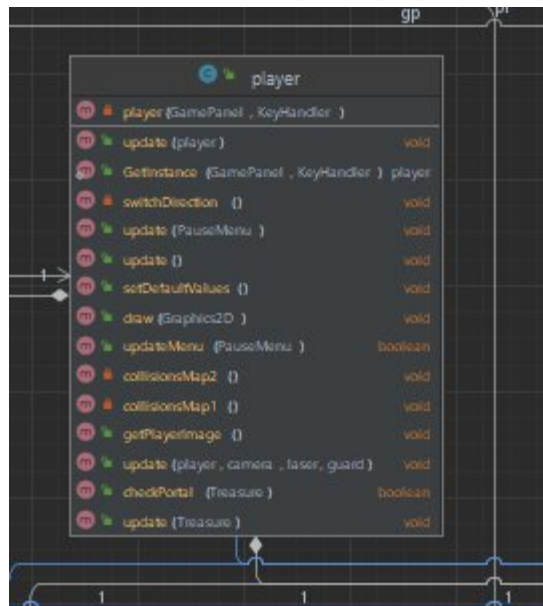 gp
pl
player
player(GamePanel , KeyHandler )
update (player) void
GetInstance (GamePanel , KeyHandler ) player
switchDirection () void
update (PauseMenu ) void
update () void
setDefaultValues () void
draw (Graphics2D ) void
updateMenu (PauseMenu ) boolean
collisionsMap2 () void
1
collisionsMap1 () void
getPlayerImage () void
update (player , camera , laser, guard ) void
checkPortal (Treasure ) boolean
update (Treasure ) void
1 1 1